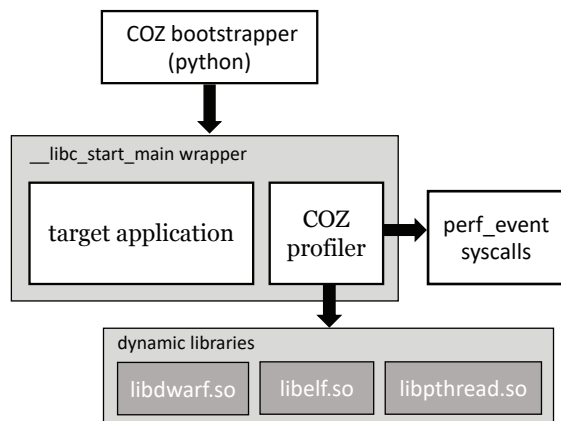 COZ bootstrapper
(python)
__libc_start_main wrapper
target application
COZ
profiler
perf_event
syscalls
dynamic libraries
libdwarf.so
libelf.so
libpthread.so